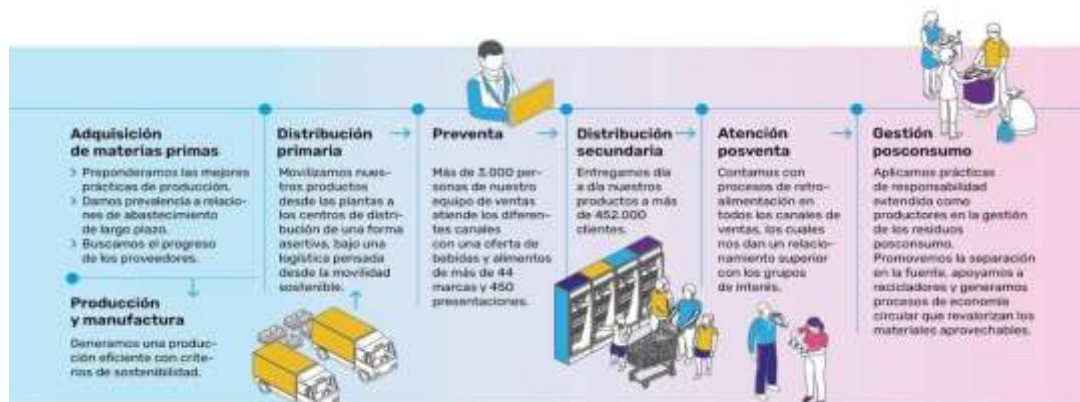 Adquisición
de materias primas
> Preponderamos las mejores
prácticas de producción.
> Damos prevalencia a relacio-
nes de abastecimiento
de largo plazo.
> Buscamos el progreso
de los proveedores.
Producción
y manufactura
Generamos una produc-
ción eficiente con crite-
rios de sostenibilidad.
Distribución
primaria
Movilizamos nues-
tros productos
desde las plantas a
los centros de distri-
bución de una forma
asertiva, bajo una
logística pensada
desde la movilidad
sostenible.
Preventa
Más de 3.000 per-
sonas de nuestro
equipo de ventas
atiende los diferen-
tes canales
con una oferta de
bebidas y alimentos
de más de 44
marcas y 450
presentaciones.
Distribución
secundaria
Entregamos día
a día nuestros
productos a más
de 452.000
clientes.
Atención
posventa
Contamos con
procesos de retro-
alimentación en
todos los canales de
ventas, los cuales
nos dan un relacio-
namiento superior
con los grupos
de interés.
Gestión
posconsumo
Aplicamos prácticas
de responsabilidad
extendida como
productores en la gestión
de los residuos
posconsumo.
Promovemos la separación
en la fuente, apoyamos a
recicladores y generamos
procesos de economía
circular que revalorizan los
materiales aprovechables.